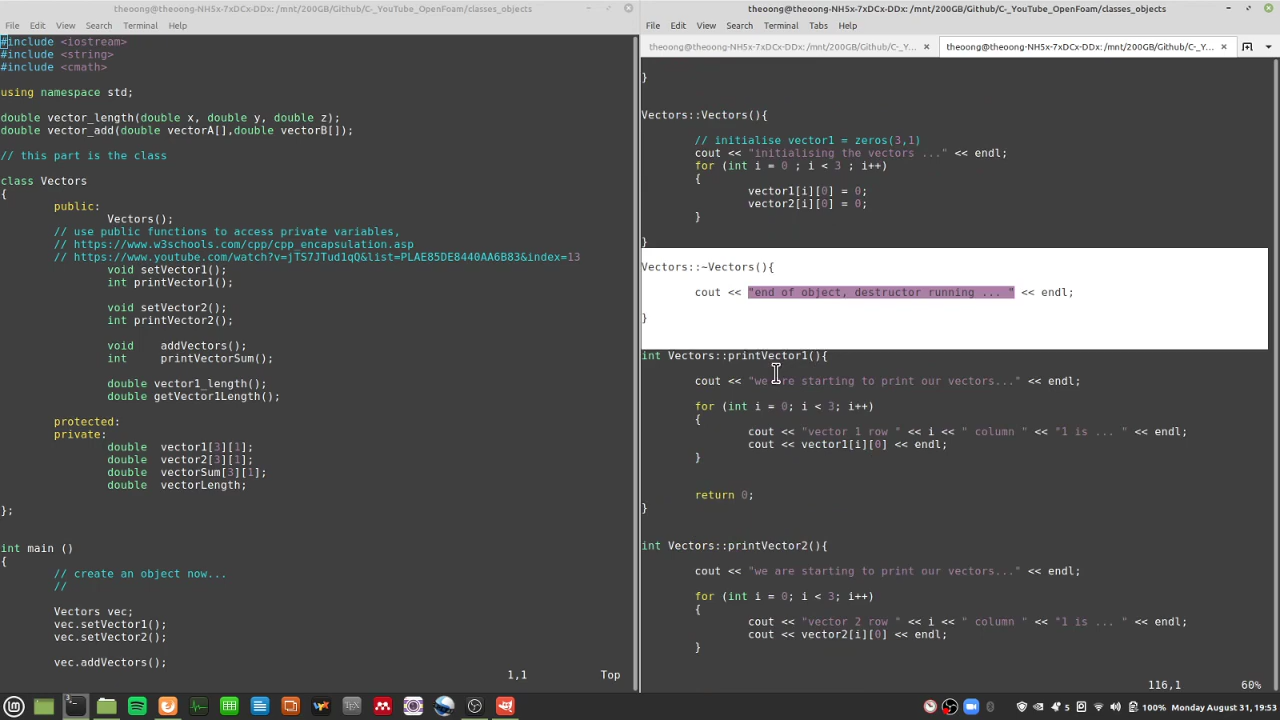 theoong@theoong-NH5x-7xDCx-DDx: /mnt/200GB/Github/C-_YouTube_OpenFoam/classes_objects
File Edit View Search Terminal Help
#include <iostream>
#include <string>
#include <cmath>
using namespace std;
double vector_length(double x, double y, double z);
double vector_add(double vectorA[],double vectorB[]);
// this part is the class
class Vectors
{
public:
Vectors();
// use public functions to access private variables,
// https://www.w3schools.com/cpp/cpp_encapsulation.asp
// https://www.youtube.com/watch?v=jTS7JTud1qQ&list=PLAE85DE8440AA6B83&index=13
void setVector1();
int printVector1();
void setVector2();
int printVector2();
void addVectors();
int printVectorSum();
double vector1_length();
double getVector1Length();
protected:
private:
double vector1[3][1];
double vector2[3][1];
double vectorSum[3][1];
double vectorLength;
};
int main ()
{
// create an object now...
//
Vectors vec;
vec.setVector1();
vec.setVector2();
vec.addVectors();
1,1 Top
theoong@theoong-NH5x-7xDCx-DDx: /mnt/200GB/Github/C-_YouTube_OpenFoam/classes_objects
File Edit View Search Terminal Tabs Help
theoong@theoong-NH5x-7xDCx-DDx: /mnt/200GB/Github/C-_Y...
theoong@theoong-NH5x-7xDCx-DDx: /mnt/200GB/Github/C-_Y...
}
Vectors::Vectors(){
// initialise vector1 = zeros(3,1)
cout << "initialising the vectors ..." << endl;
for (int i = 0 ; i < 3 ; i++)
{
vector1[i][0] = 0;
vector2[i][0] = 0;
}
}
Vectors::~Vectors(){
cout << "end of object, destructor running ... " << endl;
}
int Vectors::printVector1(){
cout << "we are starting to print our vectors..." << endl;
for (int i = 0; i < 3; i++)
{
cout << "vector 1 row " << i << " column " << "1 is ... " << endl;
cout << vector1[i][0] << endl;
}
return 0;
}
int Vectors::printVector2(){
cout << "we are starting to print our vectors..." << endl;
for (int i = 0; i < 3; i++)
{
cout << "vector 2 row " << i << " column " << "1 is ... " << endl;
cout << vector2[i][0] << endl;
}
116,1 60%
5 100% Monday August 31, 19:53